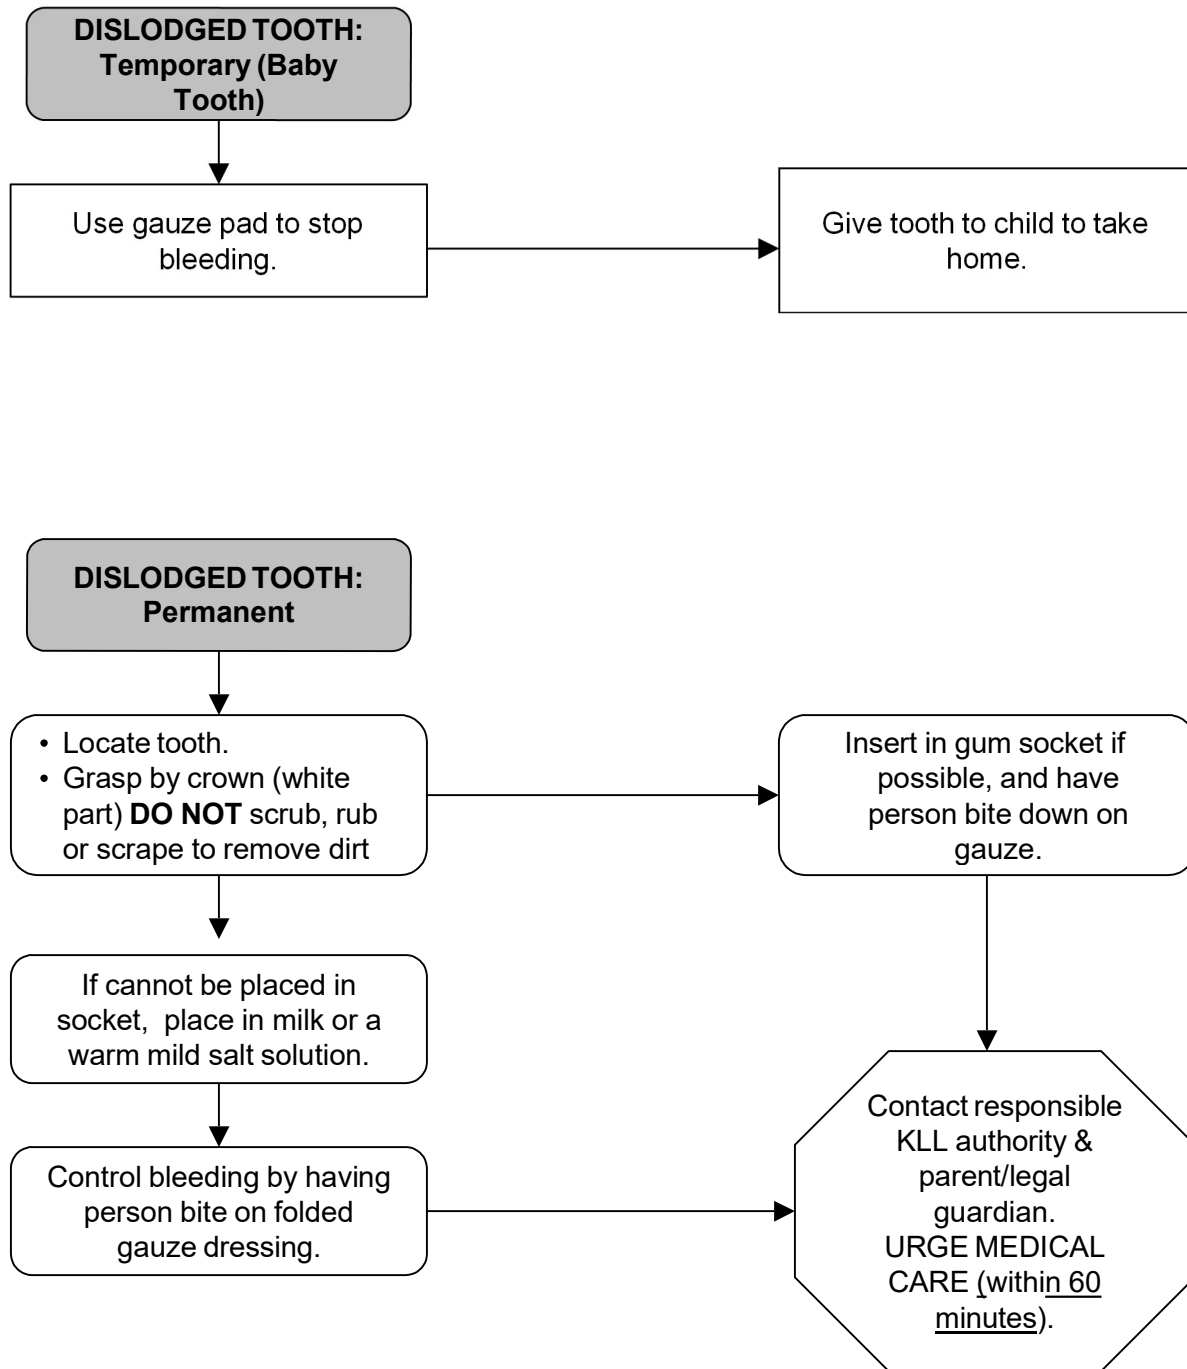 DISLODGED TOOTH:
Temporary (Baby
Tooth)
Use gauze pad to stop
bleeding.
Give tooth to child to take
home.
DISLODGED TOOTH:
Permanent
• Locate tooth.
• Grasp by crown (white
part) DO NOT scrub, rub
or scrape to remove dirt
Insert in gum socket if
possible, and have
person bite down on
gauze.
If cannot be placed in
socket, place in milk or a
warm mild salt solution.
Control bleeding by having
person bite on folded
gauze dressing.
Contact responsible
KLL authority &
parent/legal
guardian.
URGE MEDICAL
CARE (within 60
minutes).